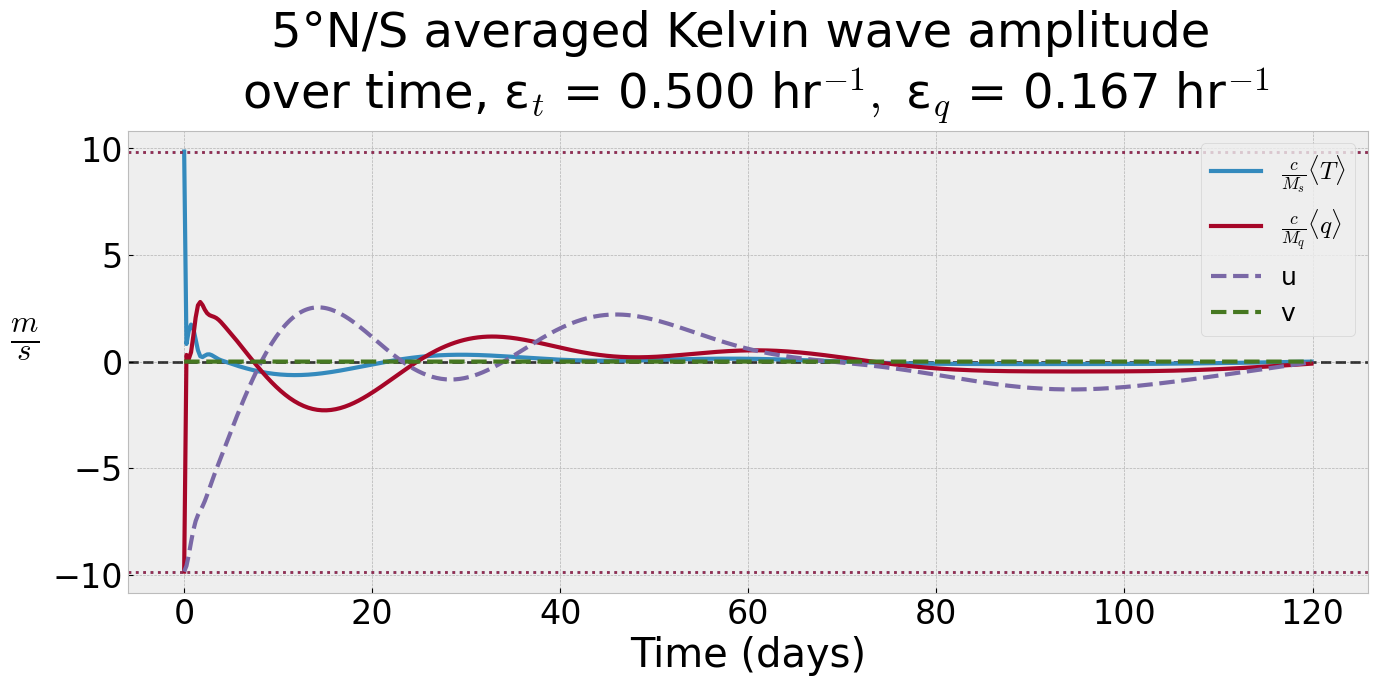 5°N/S averaged Kelvin wave amplitude
over time, ε_t = 0.500 hr⁻¹, ε_q = 0.167 hr⁻¹
10
5
0
−5
−10
m/s
c/M_s ⟨T⟩
c/M_q ⟨q⟩
u
v
0 20 40 60 80 100 120
Time (days)